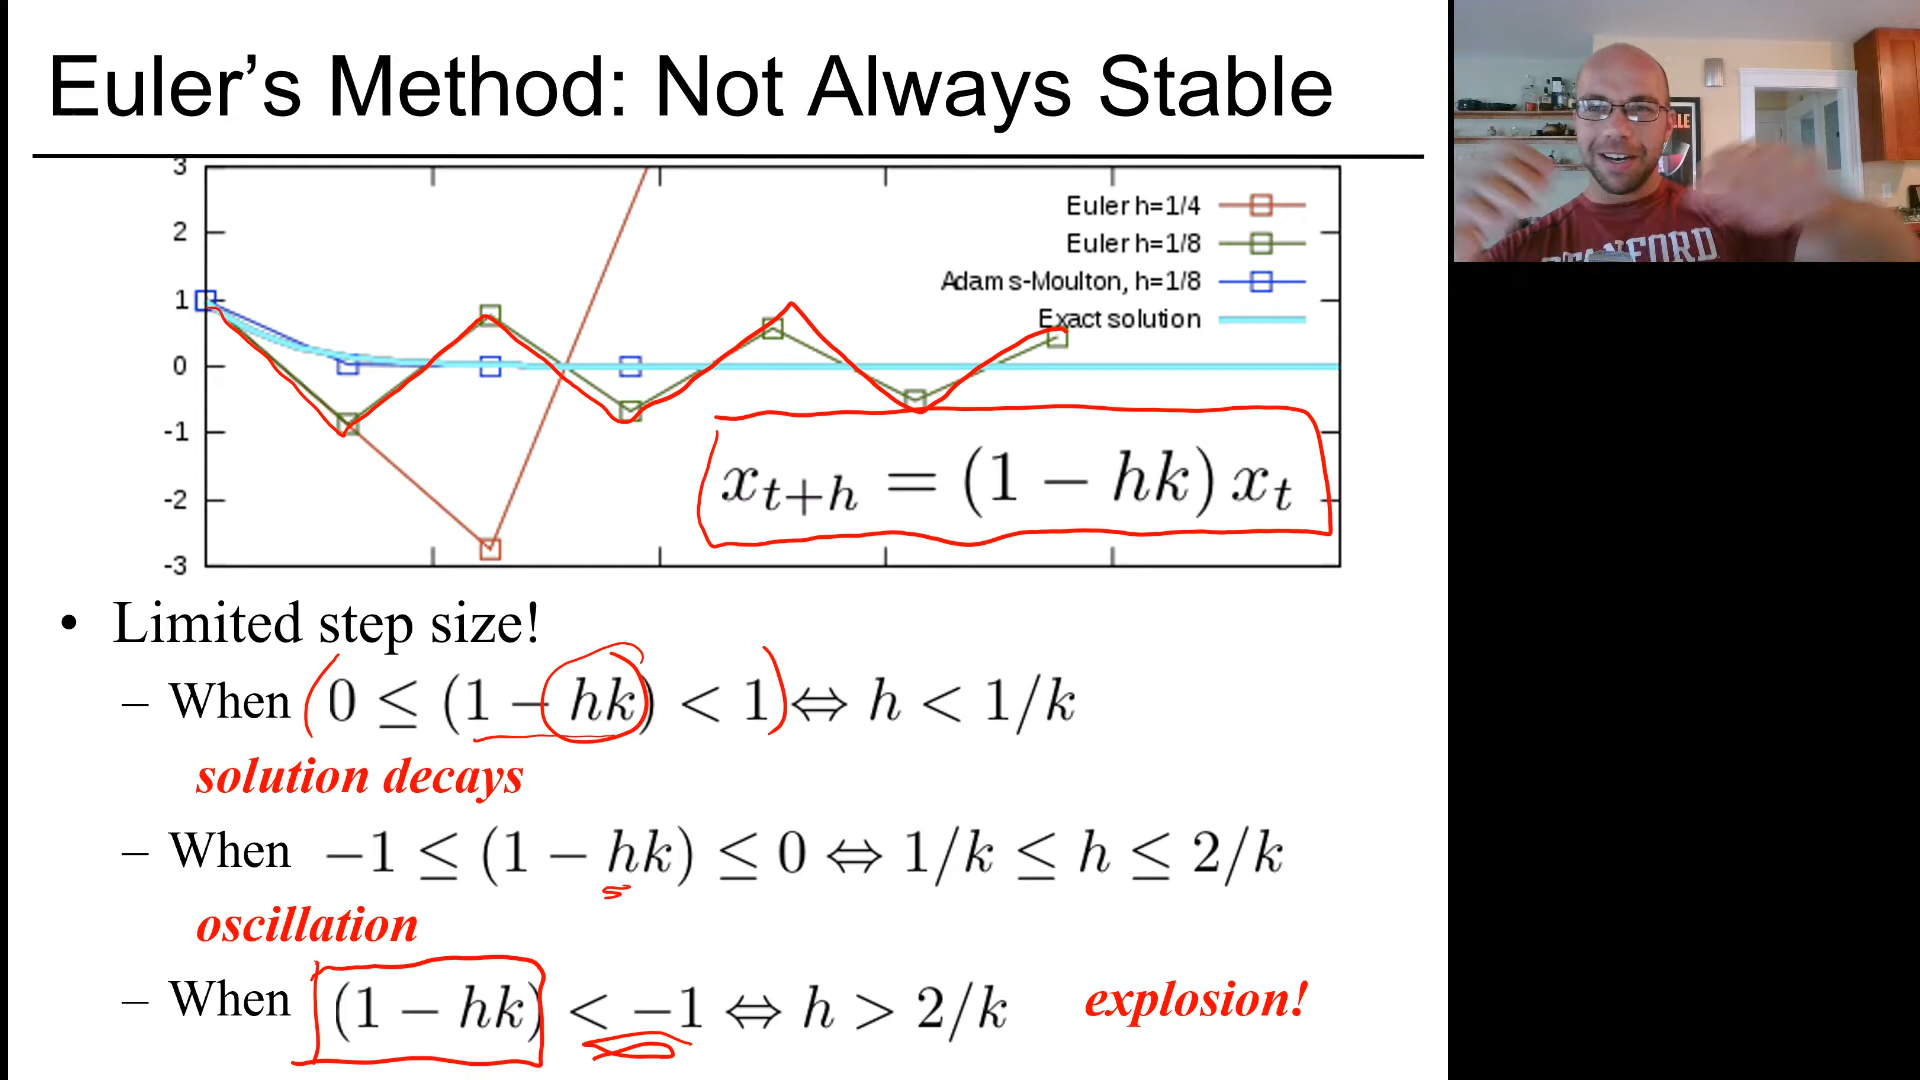 Euler's Method: Not Always Stable
3
2
1
0
-1
-2
-3
Euler h=1/4
Euler h=1/8
Adams-Moulton, h=1/8
Exact solution
x_{t+h} = (1 − hk) x_t
• Limited step size!
– When 0 ≤ (1 − hk) < 1 ⇔ h < 1/k
solution decays
– When −1 ≤ (1 − hk) ≤ 0 ⇔ 1/k ≤ h ≤ 2/k
oscillation
– When (1 − hk) < −1 ⇔ h > 2/k explosion!
LLE
STANFORD